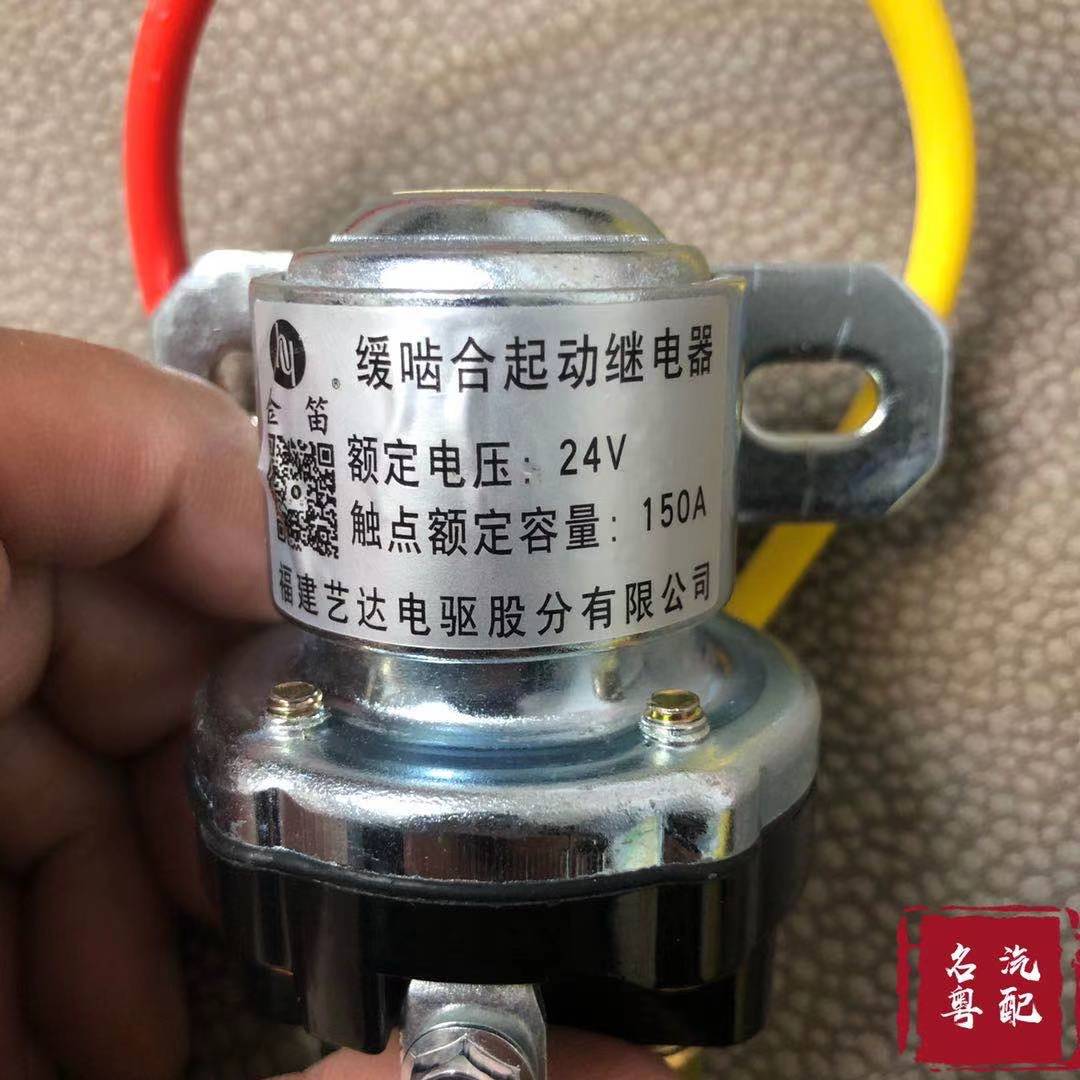 缓啮合起动继电器
®
金笛
额定电压：24V
触点额定容量：150A
福建艺达电驱股份有限公司
名粤
汽配